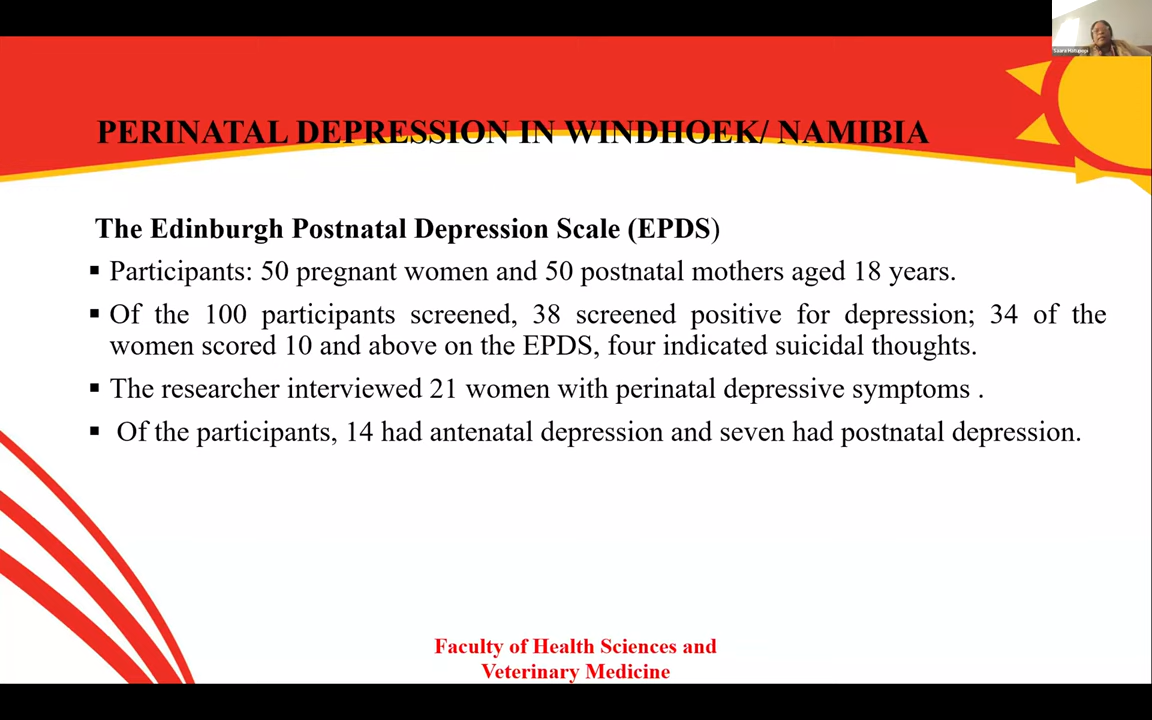 PERINATAL DEPRESSION IN WINDHOEK/ NAMIBIA
The Edinburgh Postnatal Depression Scale (EPDS)
▪ Participants: 50 pregnant women and 50 postnatal mothers aged 18 years.
▪ Of the 100 participants screened, 38 screened positive for depression; 34 of the
women scored 10 and above on the EPDS, four indicated suicidal thoughts.
▪ The researcher interviewed 21 women with perinatal depressive symptoms .
▪ Of the participants, 14 had antenatal depression and seven had postnatal depression.
Faculty of Health Sciences and
Veterinary Medicine